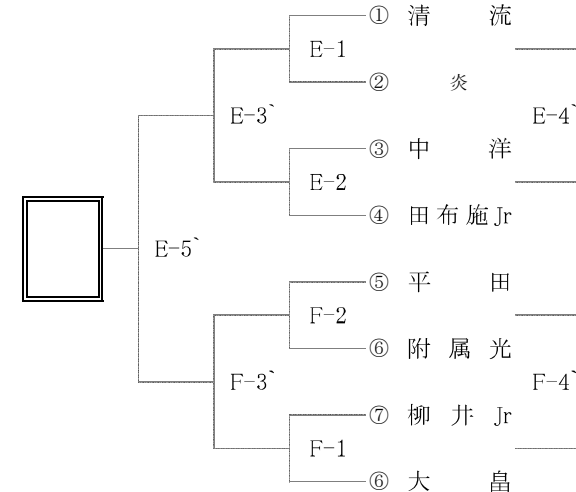 ① 清 流
E-1
② 炎
E-3` E-4`
③ 中 洋
E-2
④ 田布施Jr
E-5`
⑤ 平 田
F-2
⑥ 附 属 光
F-3` F-4`
⑦ 柳 井 Jr
F-1
⑥ 大 畠